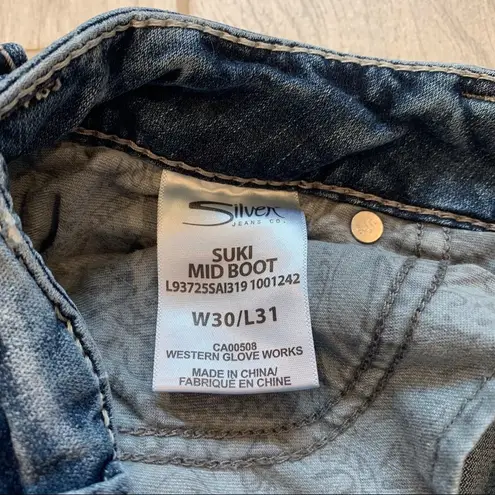 Silver
JEANS CO.
SUKI
MID BOOT
L93725SAI319 1001242
W30/L31
CA00508
WESTERN GLOVE WORKS
MADE IN CHINA/
FABRIQUÉ EN CHINE